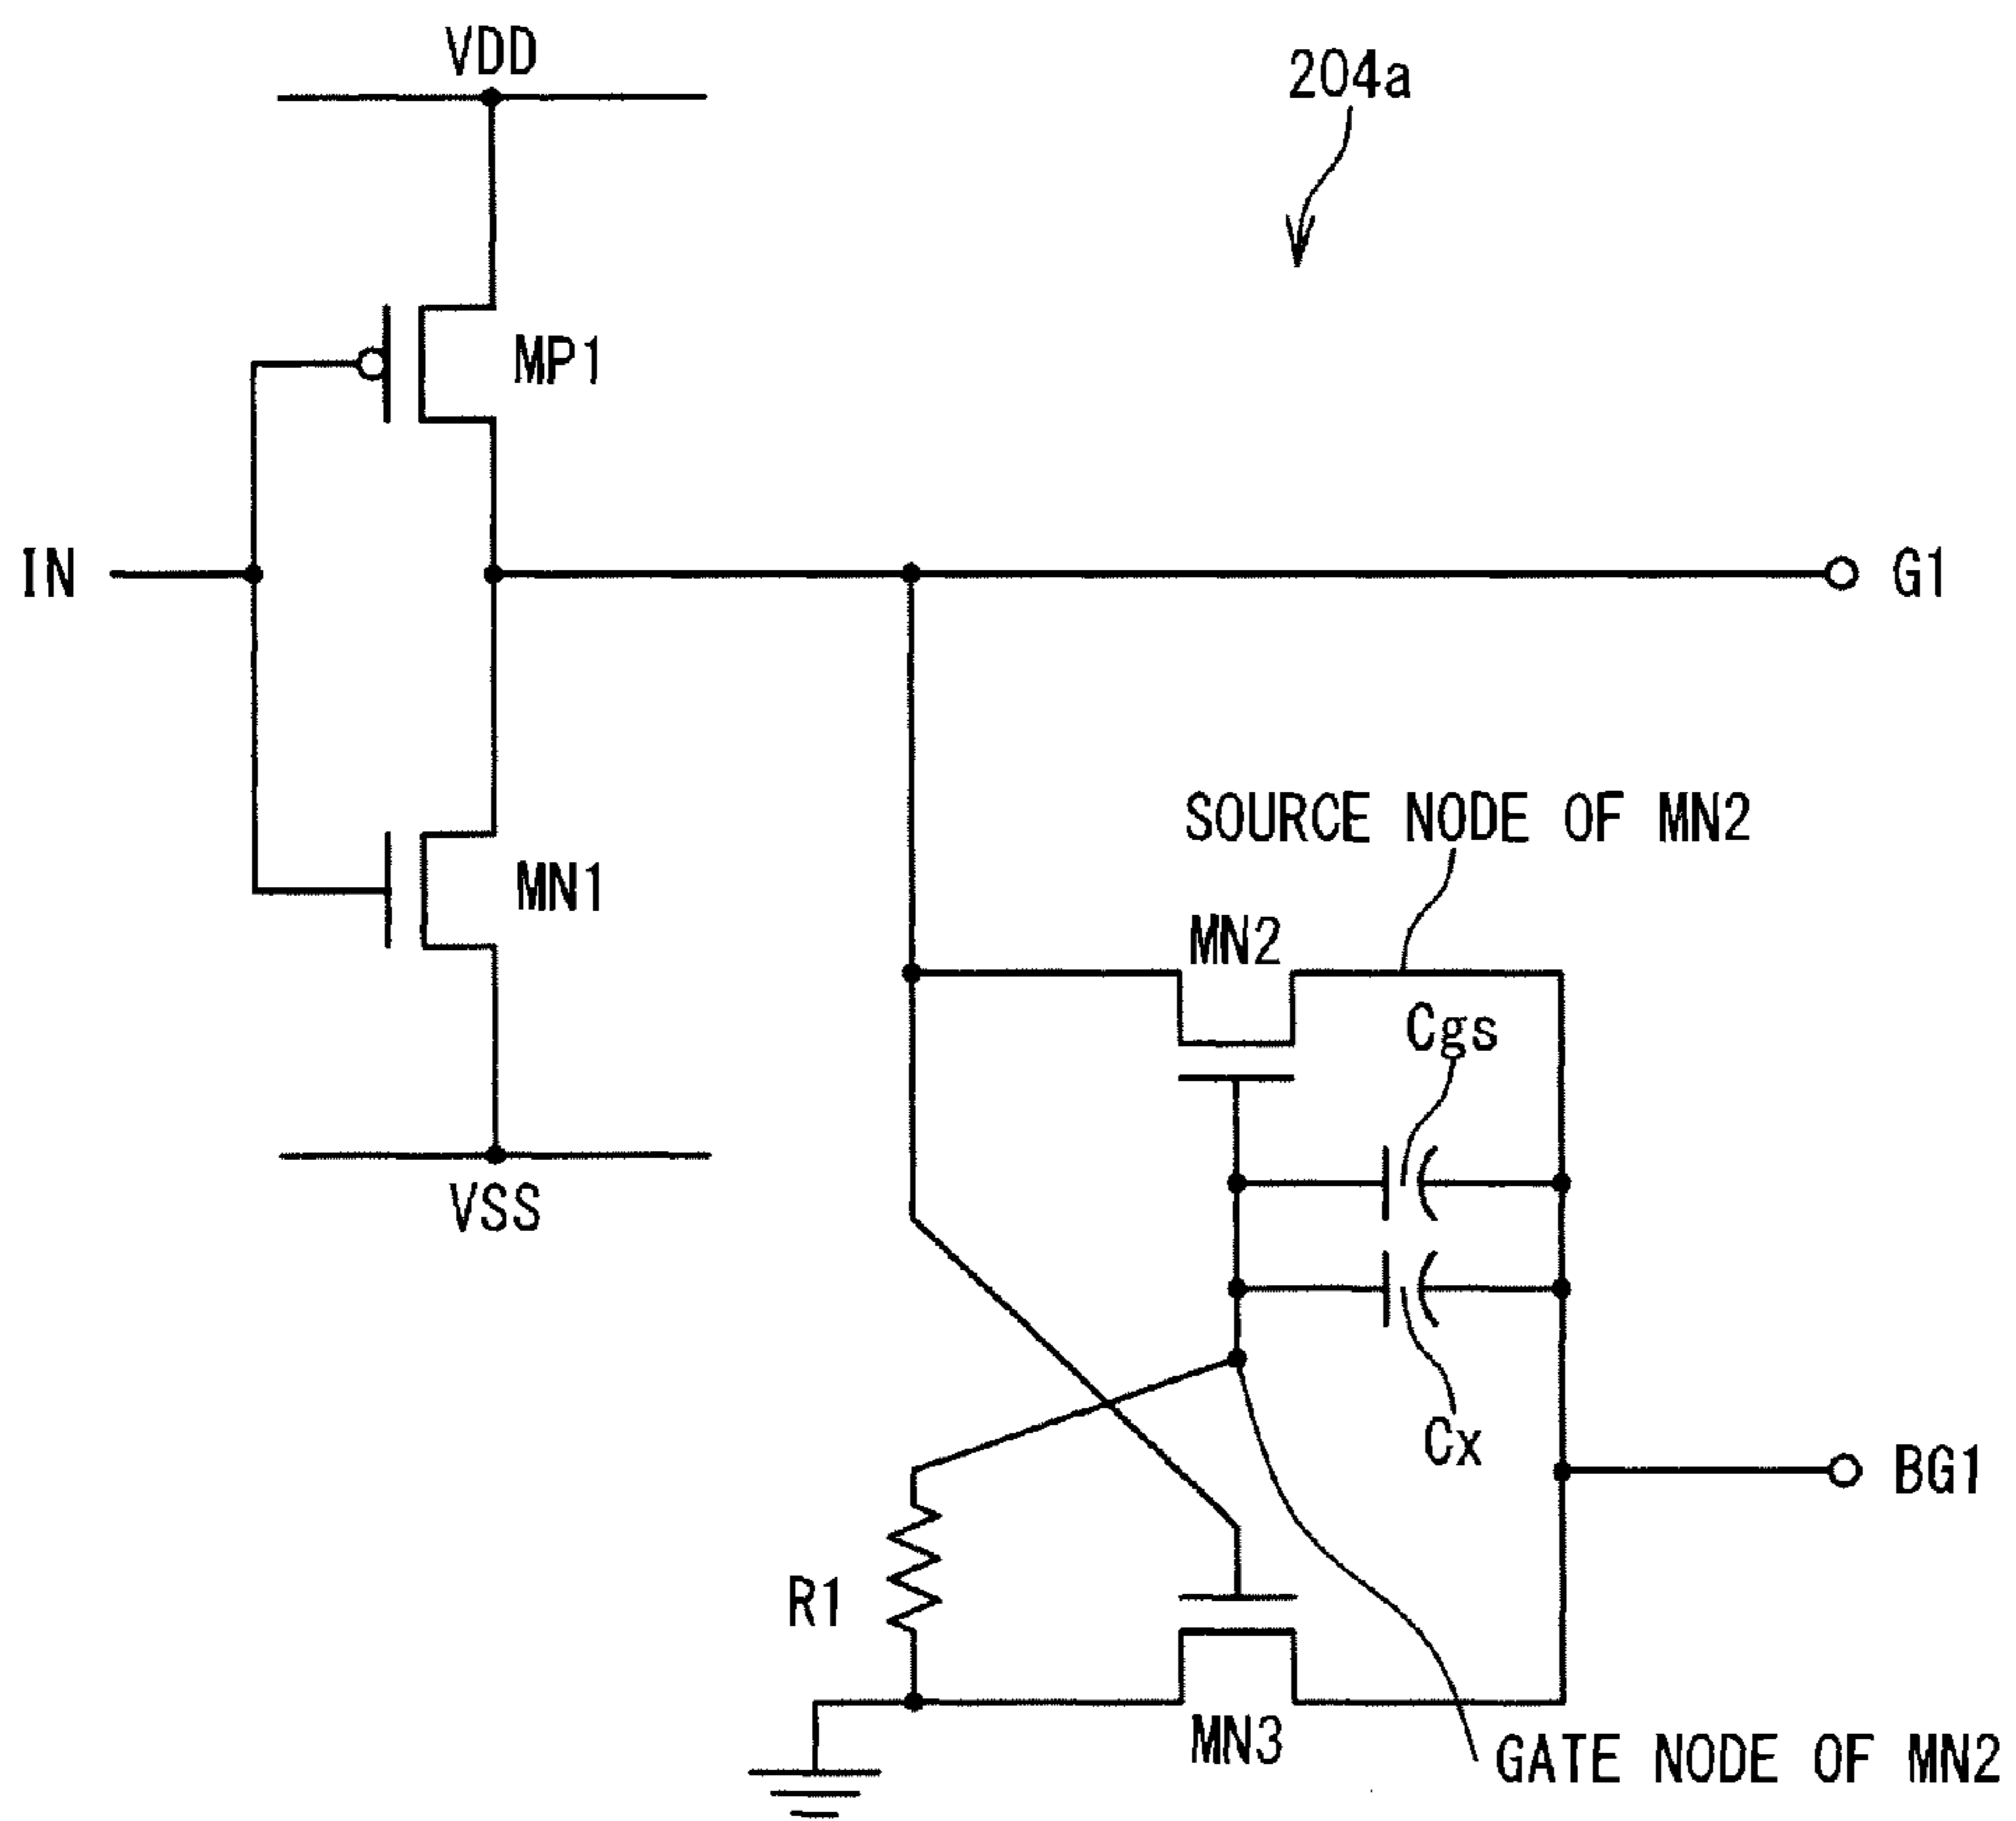 VDD
204a
MP1
IN
G1
SOURCE NODE OF MN2
MN1
MN2
Cgs
VSS
Cx
BG1
R1
MN3
GATE NODE OF MN2